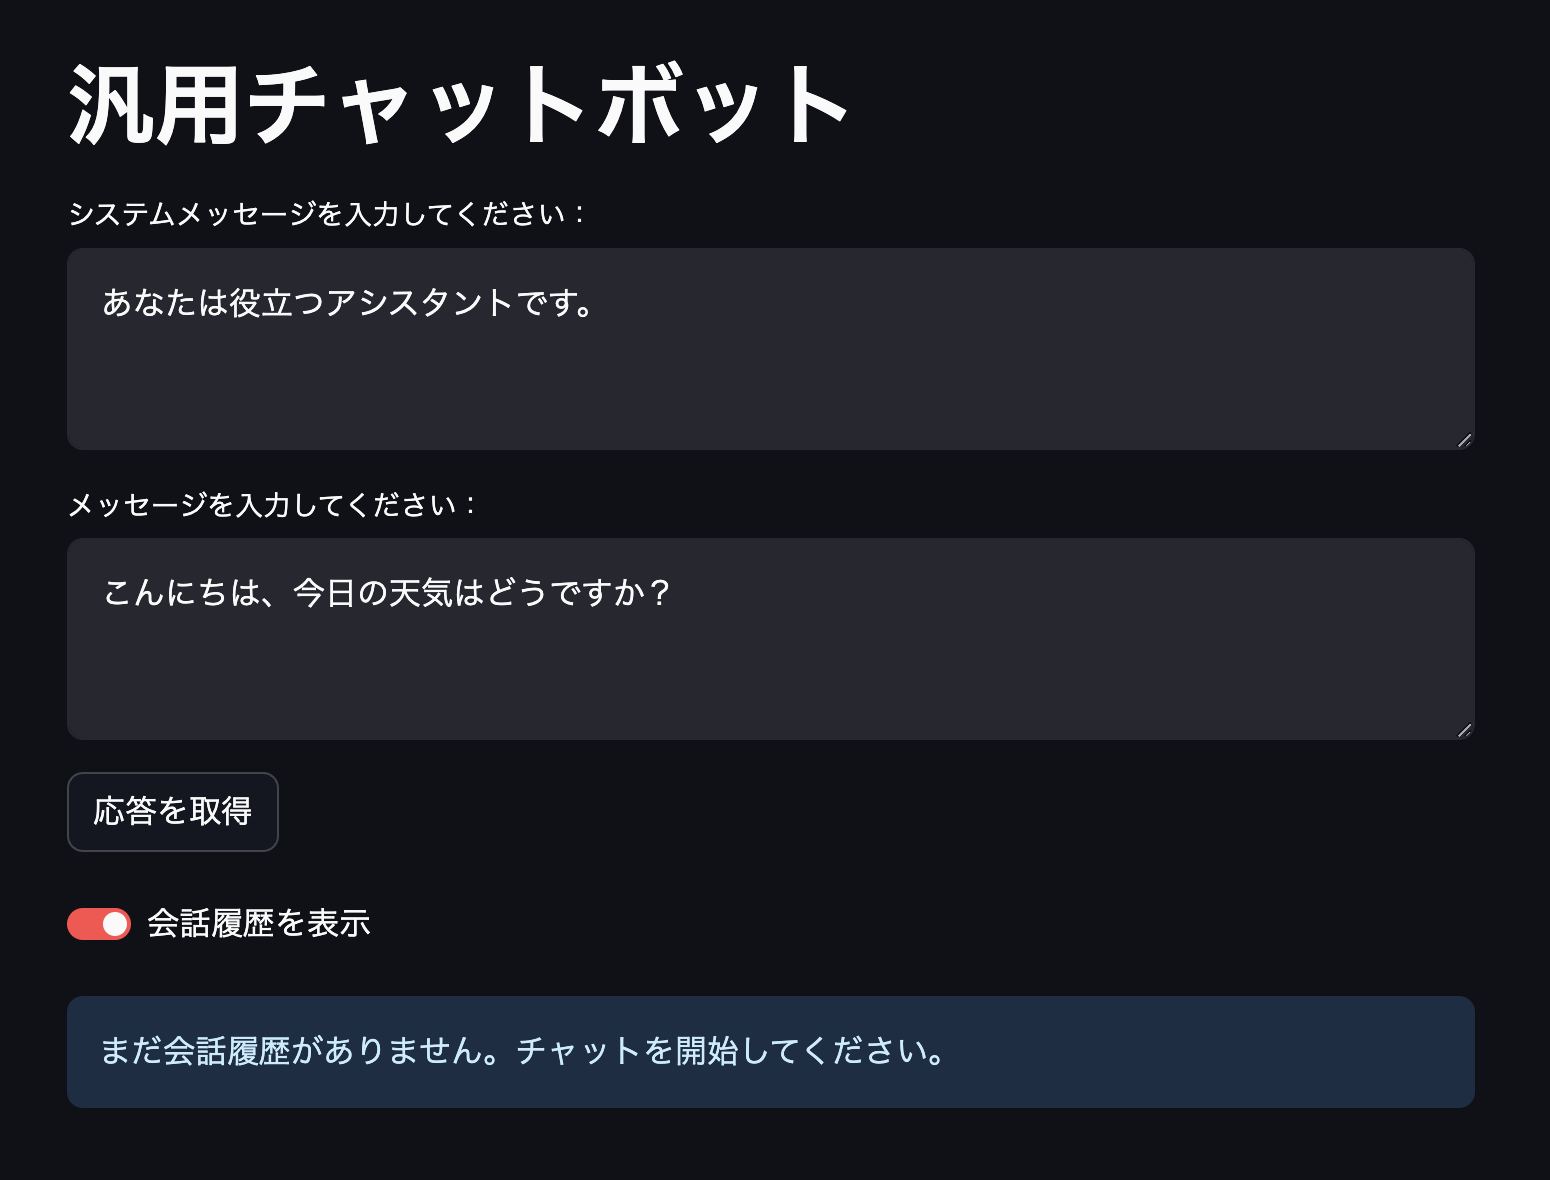 汎用チャットボット
システムメッセージを入力してください：
あなたは役立つアシスタントです。
メッセージを入力してください：
こんにちは、今日の天気はどうですか？
応答を取得
会話履歴を表示
まだ会話履歴がありません。チャットを開始してください。